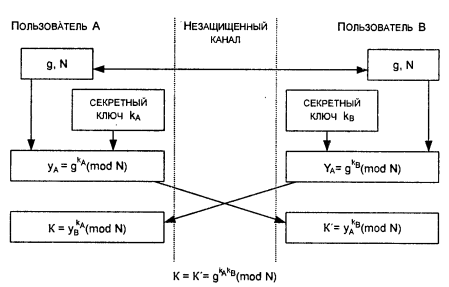 Пользователь А Незащищенный канал Пользователь В
g, N g, N
СЕКРЕТНЫЙ КЛЮЧ kA СЕКРЕТНЫЙ КЛЮЧ kB
yA = g^kA (mod N) YA= g^kB (mod N)
K = yB^kA (mod N) K´= yA^kB (mod N)
K = K´= g^kAkB (mod N)